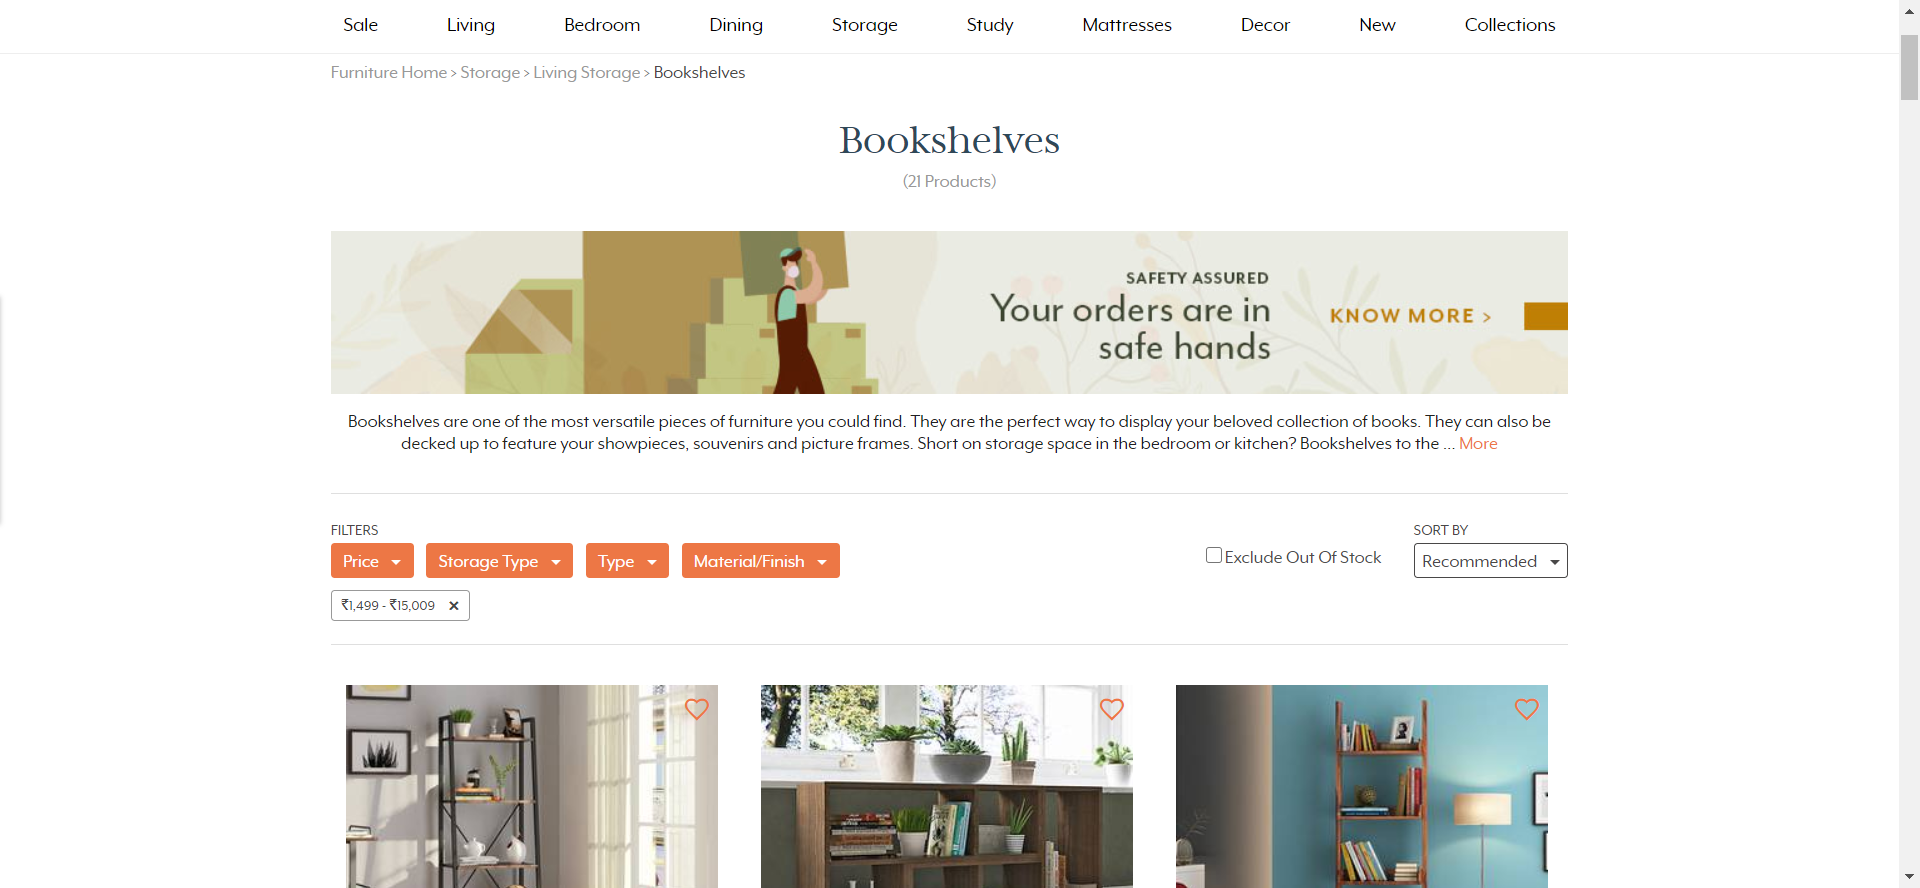 Sale Living Bedroom Dining Storage Study Mattresses Decor New Collections
Furniture Home > Storage > Living Storage > Bookshelves
Bookshelves
(21 Products)
SAFETY ASSURED
Your orders are in
safe hands
KNOW MORE >
Bookshelves are one of the most versatile pieces of furniture you could find. They are the perfect way to display your beloved collection of books. They can also be
decked up to feature your showpieces, souvenirs and picture frames. Short on storage space in the bedroom or kitchen? Bookshelves to the ... More
FILTERS
Price Storage Type Type Material/Finish
Exclude Out Of Stock
SORT BY
Recommended
₹1,499 - ₹15,009 ×